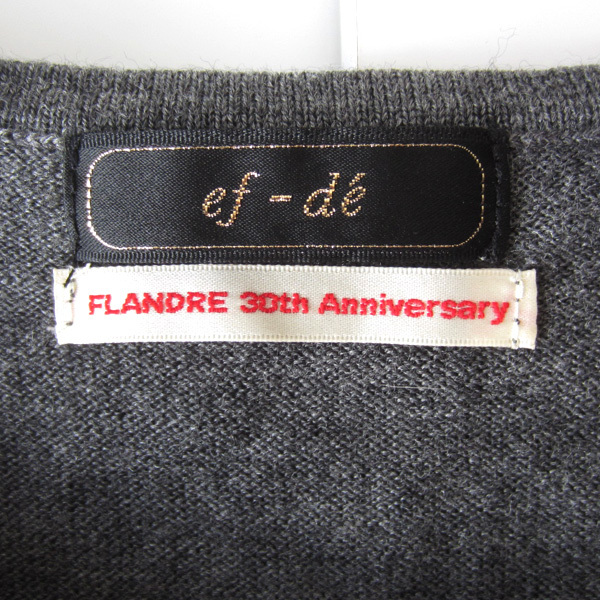 ef-dé
FLANDRE 30th Anniversary